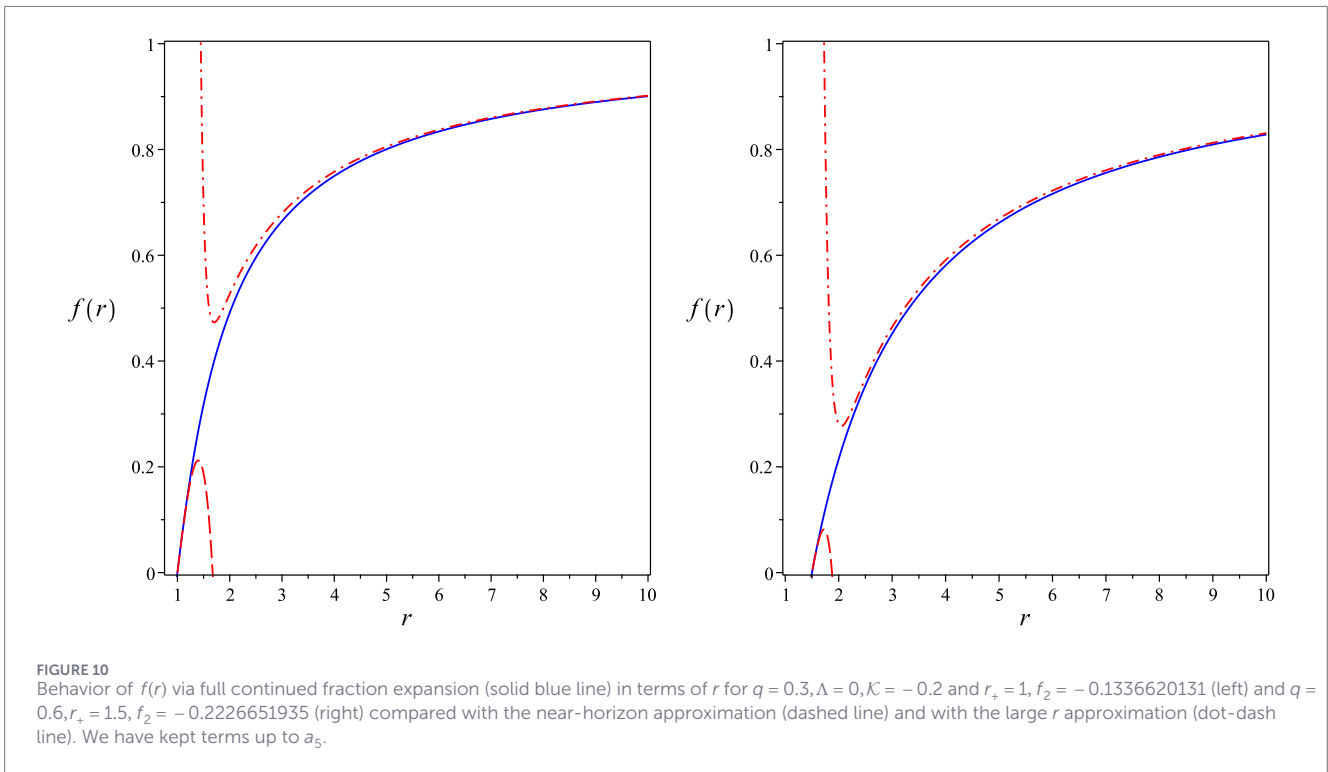 1
0.8
0.6
f(r)
0.4
0.2
0
1 2 3 4 5 6 7 8 9 10
r
1
0.8
0.6
f(r)
0.4
0.2
0
1 2 3 4 5 6 7 8 9 10
r
FIGURE 10
Behavior of f(r) via full continued fraction expansion (solid blue line) in terms of r for q = 0.3, Λ = 0, 𝒦 = − 0.2 and r₊ = 1, f₂ = − 0.1336620131 (left) and q =
0.6, r₊ = 1.5, f₂ = − 0.2226651935 (right) compared with the near-horizon approximation (dashed line) and with the large r approximation (dot-dash
line). We have kept terms up to a₅.